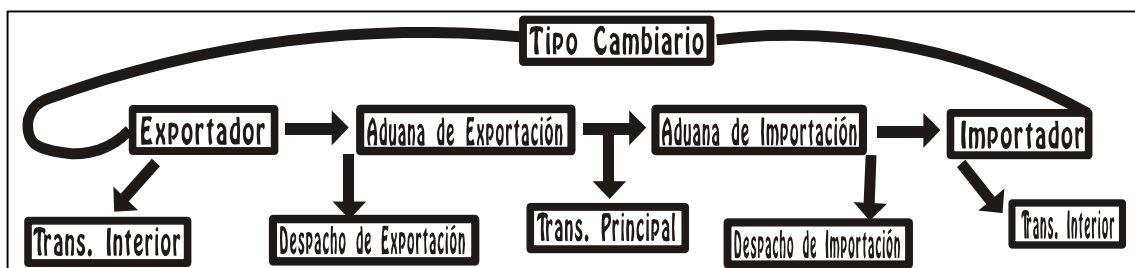 Tipo Cambiario
Exportador
Aduana de Exportación
Aduana de Importación
Importador
Trans. Interior
Despacho de Exportación
Trans. Principal
Despacho de Importación
Trans. Interior